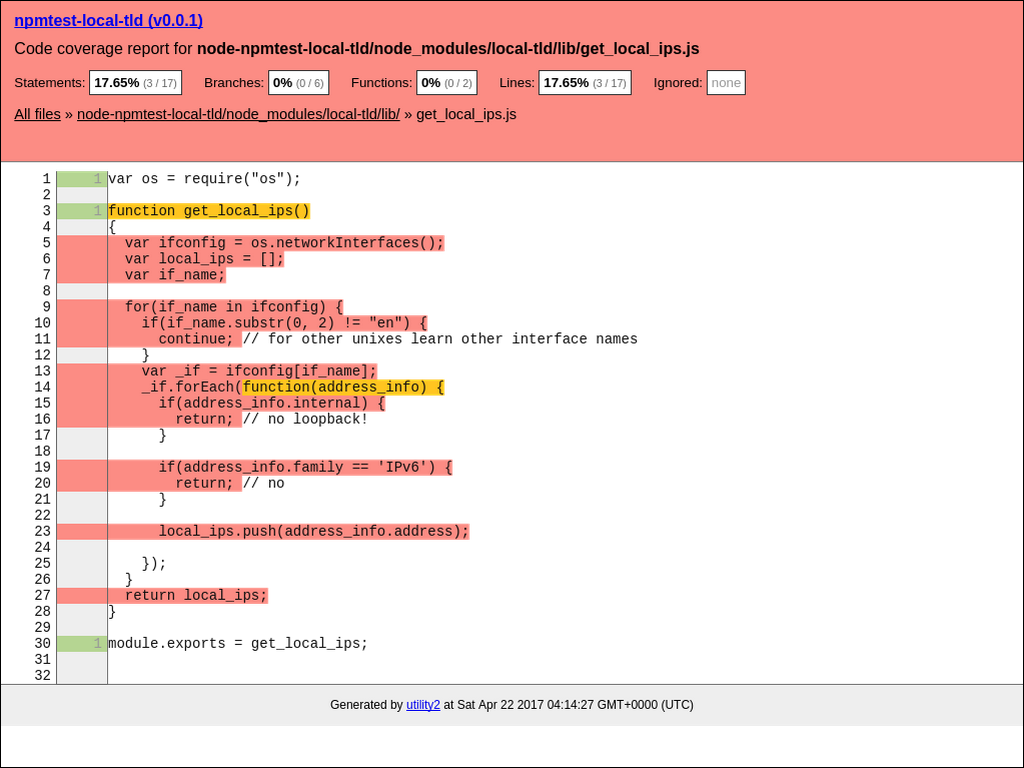 npmtest-local-tld (v0.0.1)
Code coverage report for node-npmtest-local-tld/node_modules/local-tld/lib/get_local_ips.js
Statements: 17.65% (3 / 17) Branches: 0% (0 / 6) Functions: 0% (0 / 2) Lines: 17.65% (3 / 17) Ignored: none
All files » node-npmtest-local-tld/node_modules/local-tld/lib/ » get_local_ips.js
1 1 var os = require("os");
2
3 1 function get_local_ips()
4 {
5   var ifconfig = os.networkInterfaces();
6   var local_ips = [];
7   var if_name;
8
9   for(if_name in ifconfig) {
10     if(if_name.substr(0, 2) != "en") {
11       continue; // for other unixes learn other interface names
12     }
13     var _if = ifconfig[if_name];
14     _if.forEach(function(address_info) {
15       if(address_info.internal) {
16         return; // no loopback!
17       }
18
19       if(address_info.family == 'IPv6') {
20         return; // no
21       }
22
23       local_ips.push(address_info.address);
24
25     });
26   }
27   return local_ips;
28 }
29
30 1 module.exports = get_local_ips;
31
32
Generated by utility2 at Sat Apr 22 2017 04:14:27 GMT+0000 (UTC)